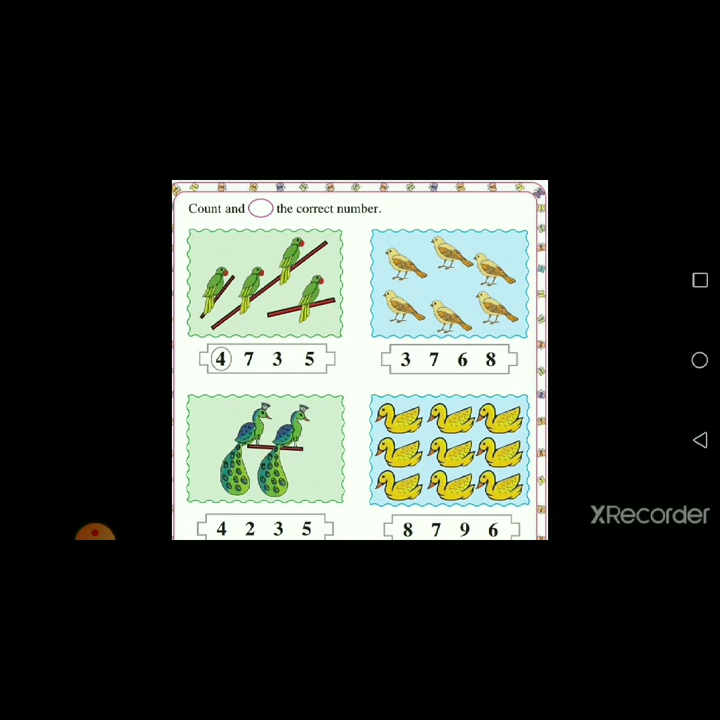 Count and the correct number.
4 7 3 5
3 7 6 8
4 2 3 5
8 7 9 6
XRecorder